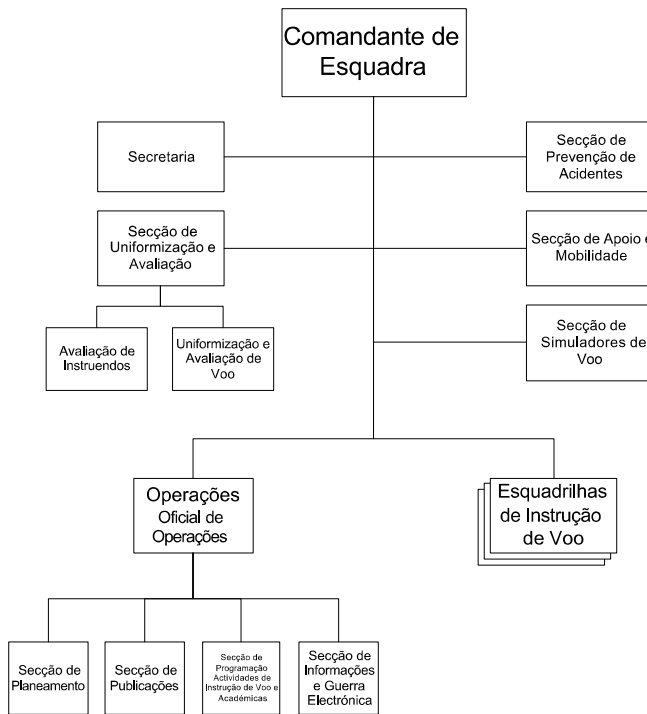 Comandante de
Esquadra
Secretaria
Secção de
Prevenção de
Acidentes
Secção de
Uniformização e
Avaliação
Secção de Apoio e
Mobilidade
Avaliação de
Instruendos
Uniformização e
Avaliação de
Voo
Secção de
Simuladores de
Voo
Operações
Oficial de
Operações
Esquadrilhas
de Instrução
de Voo
Secção de
Planeamento
Secção de
Publicações
Secção de
Programação
Actividades de
Instrução de Voo e
Académicas
Secção de
Informações
e Guerra
Electrónica